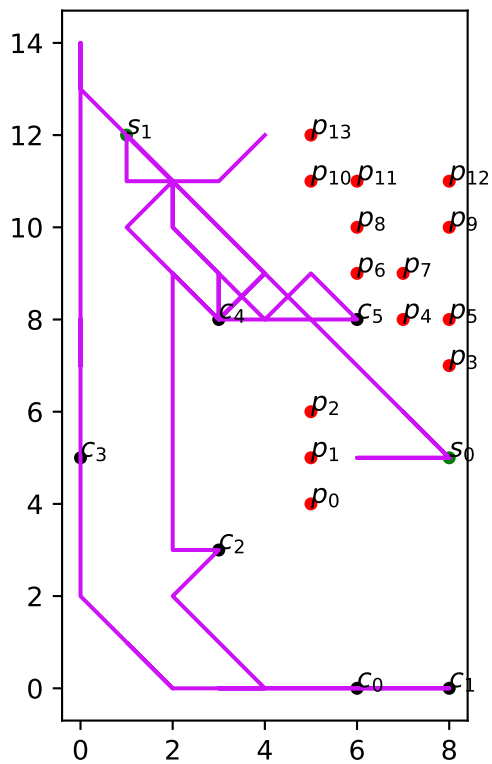 14
s₁ p₁₃
12
p₁₀ p₁₁ p₁₂
10 p₈ p₉
p₆ p₇
8 c₄ c₅ p₄ p₅
p₃
6 p₂
c₃ p₁ s₀
4 p₀
c₂
2
0 c₀ c₁
0 2 4 6 8